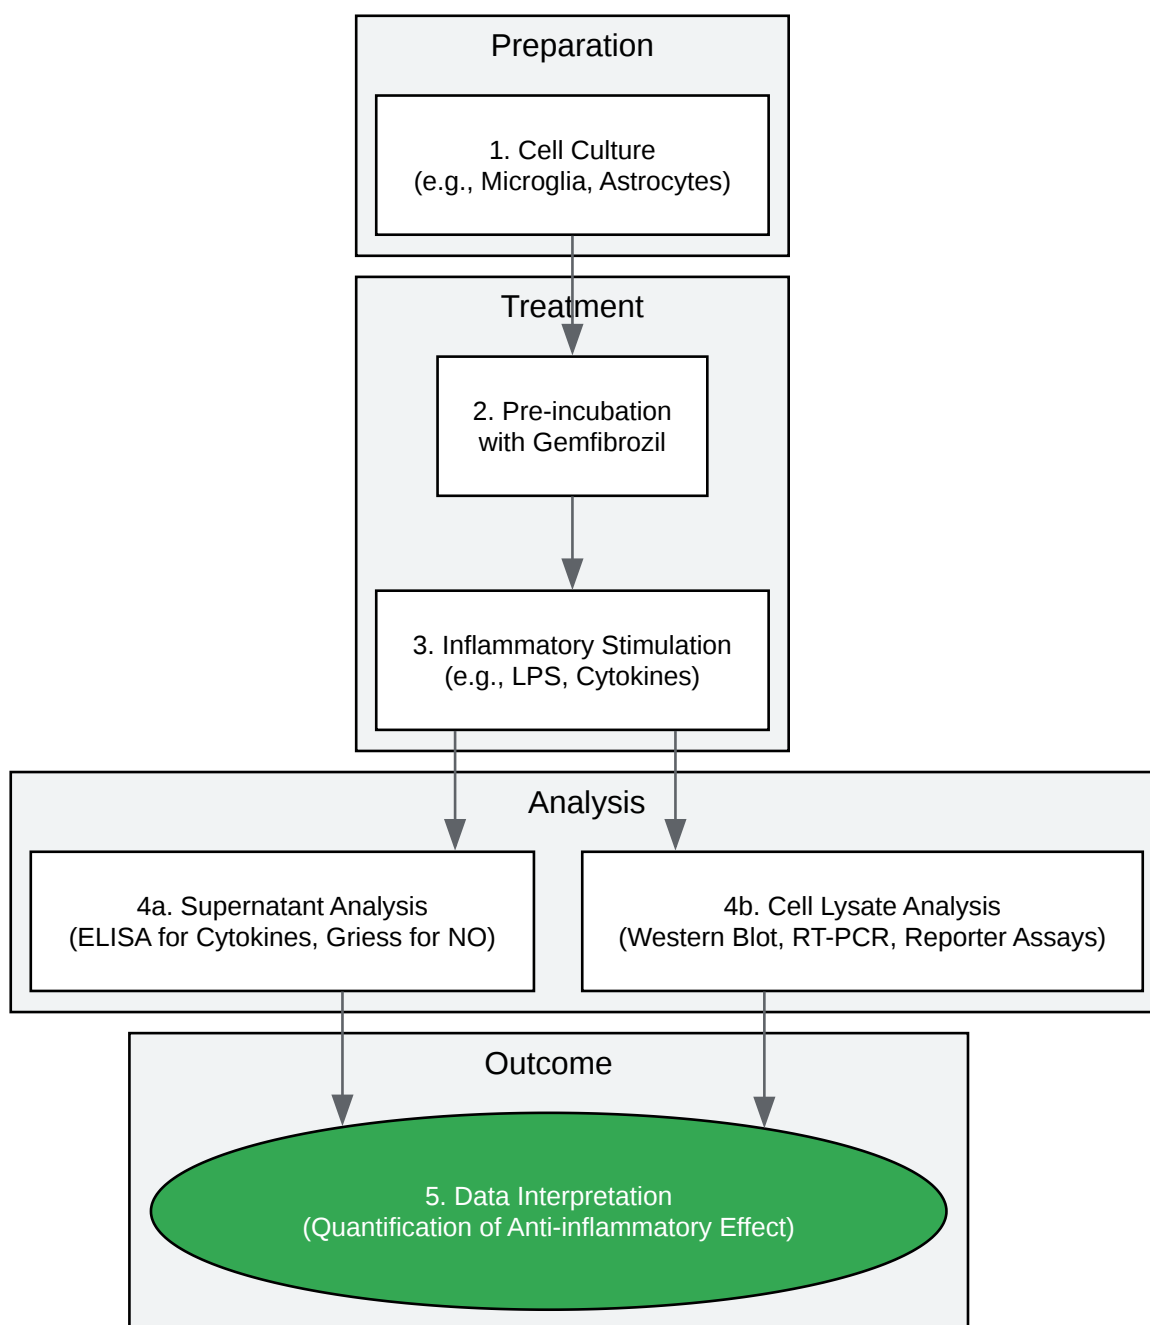 Preparation
1. Cell Culture
(e.g., Microglia, Astrocytes)
Treatment
2. Pre-incubation
with Gemfibrozil
3. Inflammatory Stimulation
(e.g., LPS, Cytokines)
Analysis
4a. Supernatant Analysis
(ELISA for Cytokines, Griess for NO)
4b. Cell Lysate Analysis
(Western Blot, RT-PCR, Reporter Assays)
Outcome
5. Data Interpretation
(Quantification of Anti-inflammatory Effect)